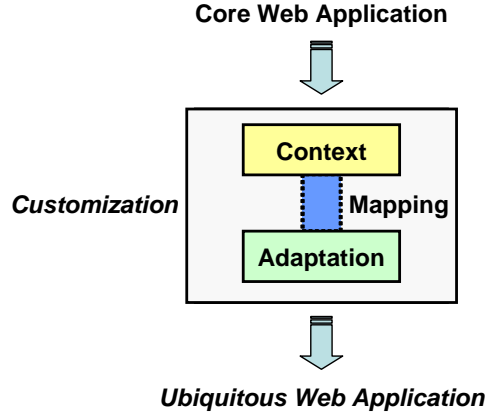 Core Web Application
Context
Customization
Mapping
Adaptation
Ubiquitous Web Application